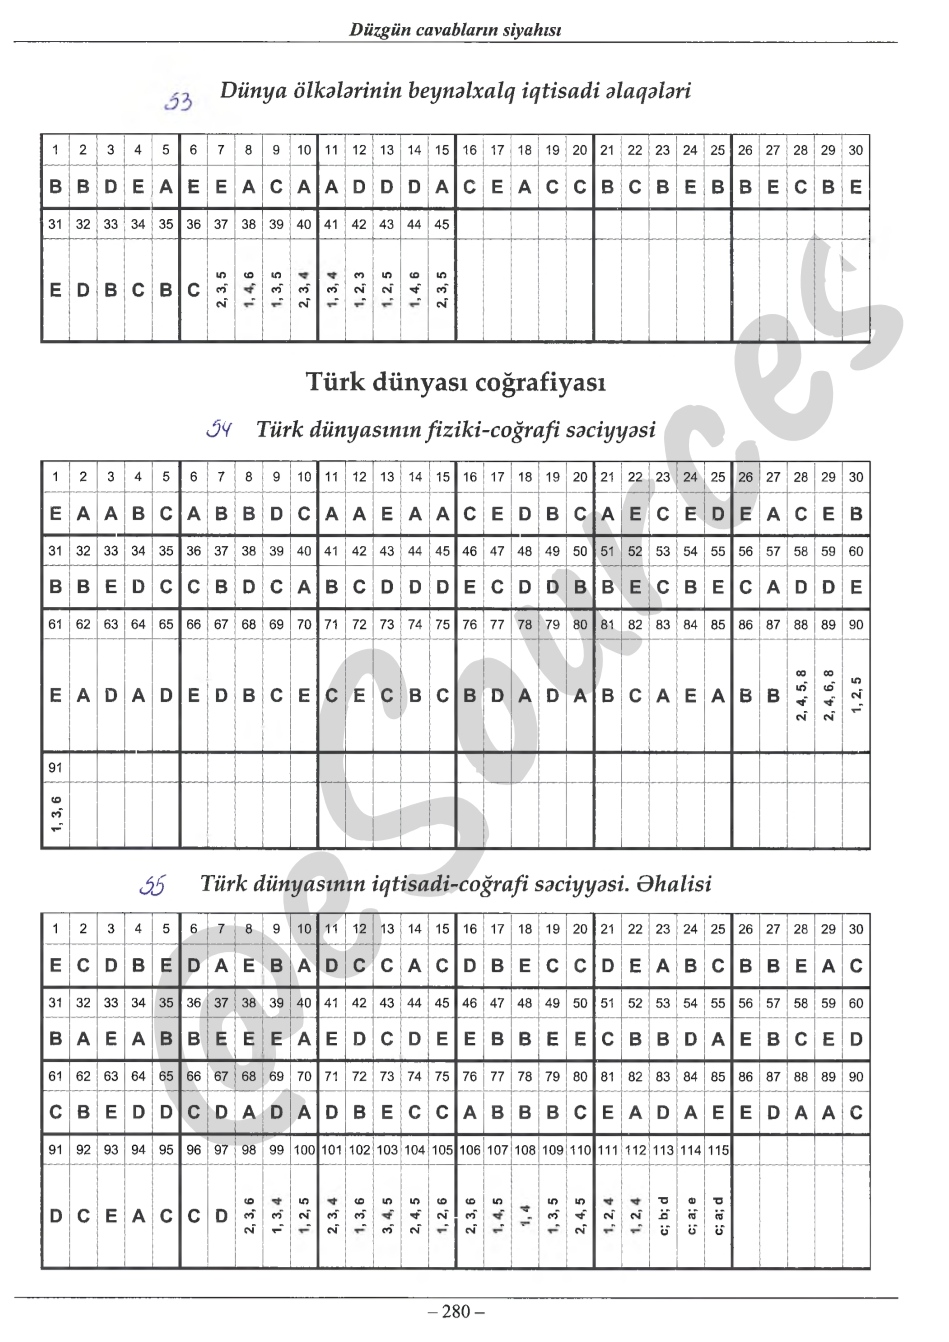 Düzgün cavabların siyahısı
53 Dünya ölkələrinin beynəlxalq iqtisadi əlaqələri
1 2 3 4 5 6 7 8 9 10 11 12 13 14 15 16 17 18 19 20 21 22 23 24 25 26 27 28 29 30
B B D E A E E A C A A D D D A C E A C C B C B E B B E C B E
31 32 33 34 35 36 37 38 39 40 41 42 43 44 45
E D B C B C 2, 3, 5 1, 4, 6 1, 3, 5 2, 3, 4 1, 3, 4 1, 2, 3 1, 2, 5 1, 4, 6 2, 3, 5
Türk dünyası coğrafiyası
54 Türk dünyasının fiziki-coğrafi səciyyəsi
1 2 3 4 5 6 7 8 9 10 11 12 13 14 15 16 17 18 19 20 21 22 23 24 25 26 27 28 29 30
E A A B C A B B D C A A E A A C E D B C A E C E D E A C E B
31 32 33 34 35 36 37 38 39 40 41 42 43 44 45 46 47 48 49 50 51 52 53 54 55 56 57 58 59 60
B B E D C C B D C A B C D D D E C D D B B E C B E C A D D E
61 62 63 64 65 66 67 68 69 70 71 72 73 74 75 76 77 78 79 80 81 82 83 84 85 86 87 88 89 90
E A D A D E D B C E C E C B C B D A D A B C A E A B B 2, 4, 5, 8 2, 4, 6, 8 1, 2, 5
91
1, 3, 6
55 Türk dünyasının iqtisadi-coğrafi səciyyəsi. Əhalisi
1 2 3 4 5 6 7 8 9 10 11 12 13 14 15 16 17 18 19 20 21 22 23 24 25 26 27 28 29 30
E C D B E D A E B A D C C A C D B E C C D E A B C B B E A C
31 32 33 34 35 36 37 38 39 40 41 42 43 44 45 46 47 48 49 50 51 52 53 54 55 56 57 58 59 60
B A E A B B E E E A E D C D E E B B E E C B B D A E B C E D
61 62 63 64 65 66 67 68 69 70 71 72 73 74 75 76 77 78 79 80 81 82 83 84 85 86 87 88 89 90
C B E D D C D A D A D B E C C A B B B C E A D A E E D A A C
91 92 93 94 95 96 97 98 99 100 101 102 103 104 105 106 107 108 109 110 111 112 113 114 115
D C E A C C D 2, 3, 6 1, 3, 4 1, 2, 5 2, 3, 4 1, 3, 6 3, 4, 5 2, 4, 5 1, 2, 6 2, 3, 6 1, 4, 5 1, 4 1, 3, 5 2, 4, 5 1, 2, 4 1, 2, 4 c; b; d c; a; e c; a; d
– 280 –
@eSources